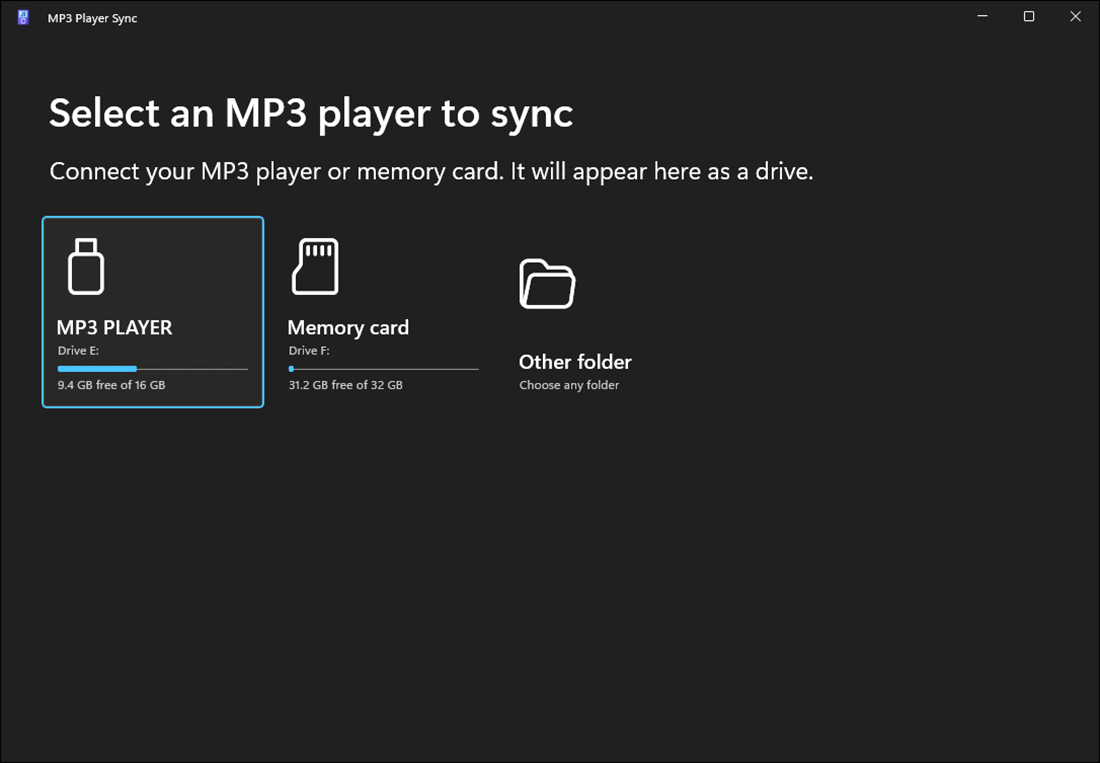 MP3 Player Sync
Select an MP3 player to sync
Connect your MP3 player or memory card. It will appear here as a drive.
MP3 PLAYER
Drive E:
9.4 GB free of 16 GB
Memory card
Drive F:
31.2 GB free of 32 GB
Other folder
Choose any folder